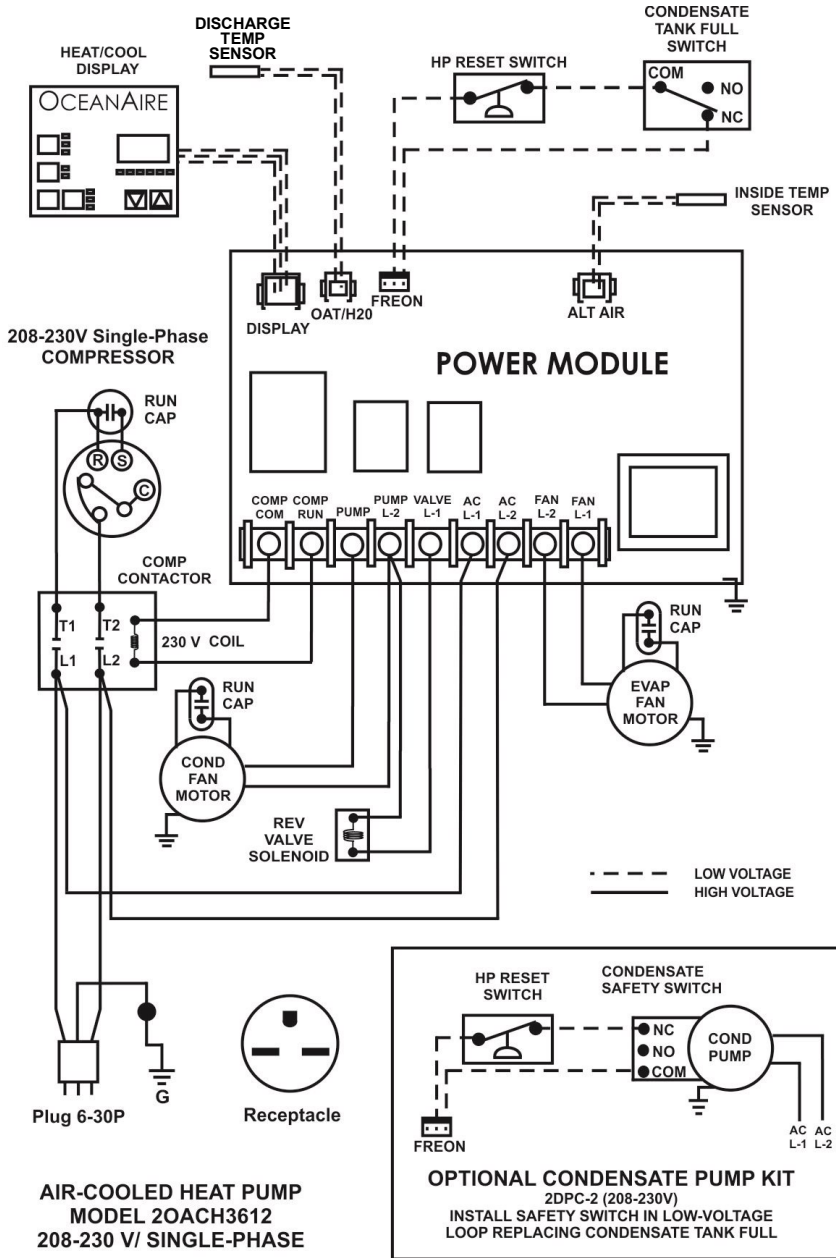 DISCHARGE
TEMP
SENSOR
HEAT/COOL
DISPLAY
OCEANAIRE
HP RESET SWITCH
CONDENSATE
TANK FULL
SWITCH
COM
NO
NC
INSIDE TEMP
SENSOR
DISPLAY
OAT/H20
FREON
ALT AIR
POWER MODULE
208-230V Single-Phase
COMPRESSOR
RUN
CAP
R
S
C
COMP
COM
COMP
RUN
PUMP
PUMP
L-2
VALVE
L-1
AC
L-1
AC
L-2
FAN
L-2
FAN
L-1
COMP
CONTACTOR
T1
T2
L1
L2
230 V COIL
RUN
CAP
COND
FAN
MOTOR
RUN
CAP
EVAP
FAN
MOTOR
REV
VALVE
SOLENOID
LOW VOLTAGE
HIGH VOLTAGE
G
Plug 6-30P
Receptacle
AIR-COOLED HEAT PUMP
MODEL 2OACH3612
208-230 V/ SINGLE-PHASE
HP RESET
SWITCH
CONDENSATE
SAFETY SWITCH
NC
NO
COM
COND
PUMP
AC
L-1
AC
L-2
FREON
OPTIONAL CONDENSATE PUMP KIT
2DPC-2 (208-230V)
INSTALL SAFETY SWITCH IN LOW-VOLTAGE
LOOP REPLACING CONDENSATE TANK FULL